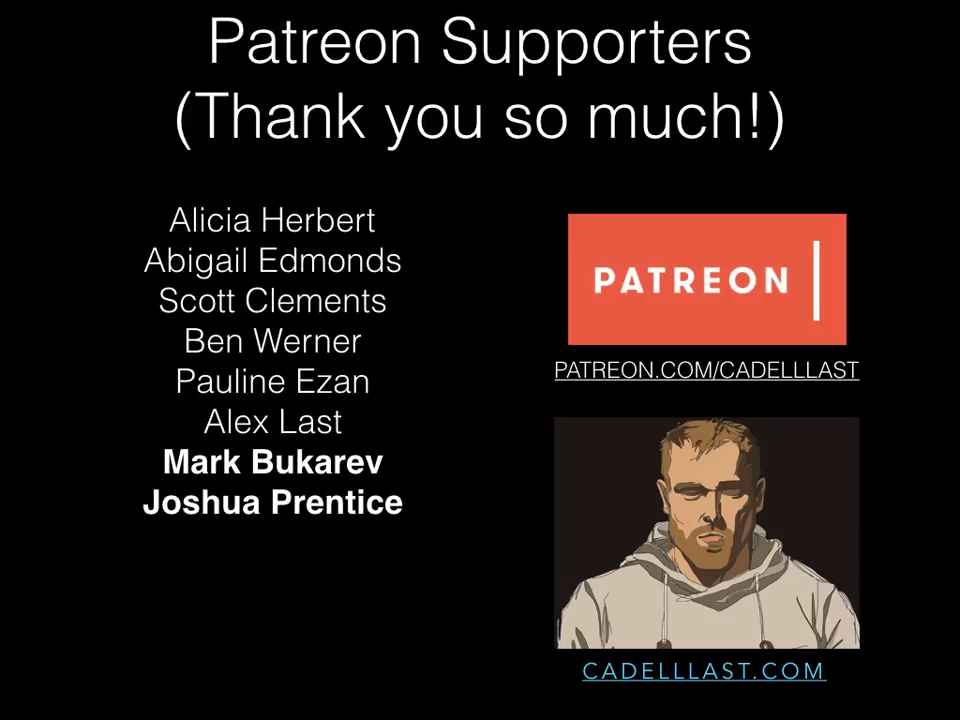 Patreon Supporters
(Thank you so much!)
Alicia Herbert
Abigail Edmonds
Scott Clements
Ben Werner
Pauline Ezan
Alex Last
Mark Bukarev
Joshua Prentice
PATREON
PATREON.COM/CADELLLAST
CADELLLAST.COM